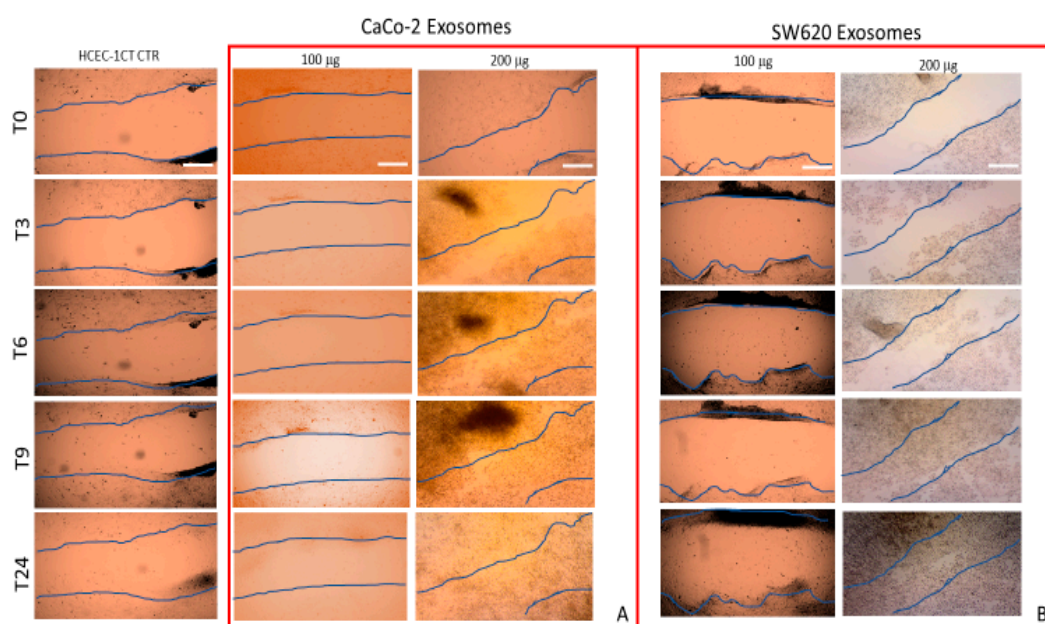 CaCo-2 Exosomes
SW620 Exosomes
HCEC-1CT CTR
100 µg
200 µg
100 µg
200 µg
T0
T3
T6
T9
T24
A
B